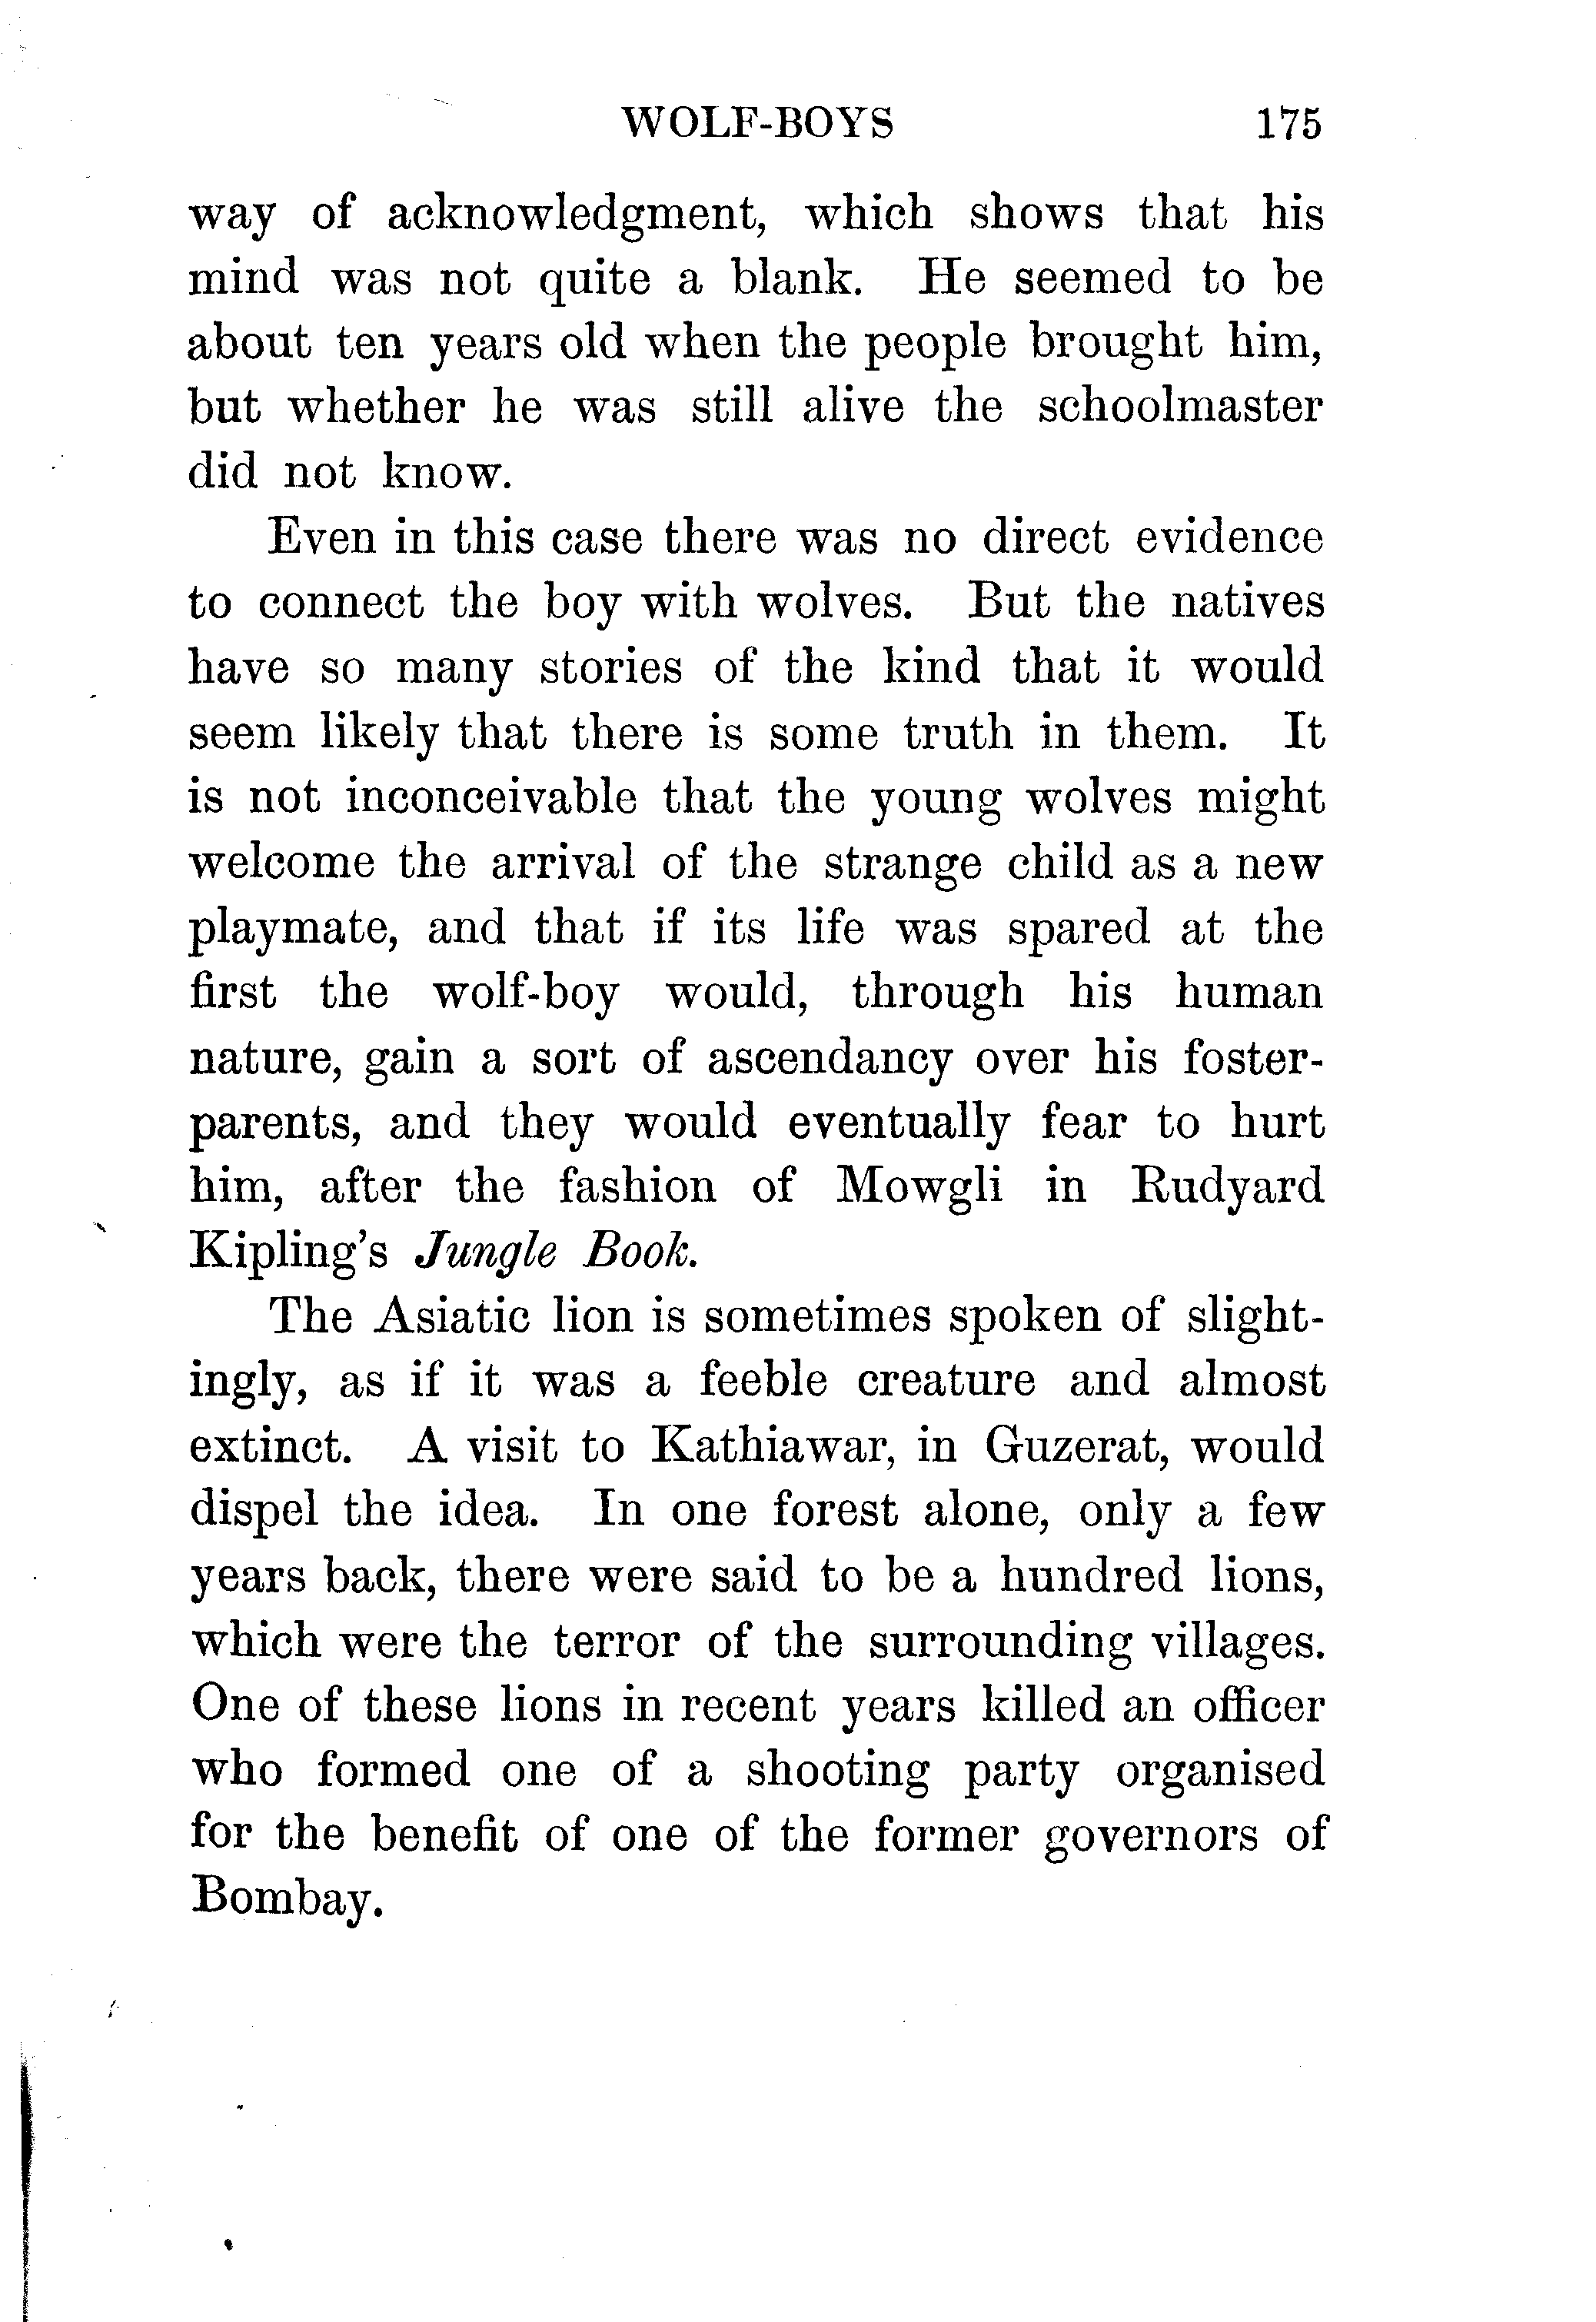 WOLF-BOYS 175
way of acknowledgment, which shows that his
mind was not quite a blank. He seemed to be
about ten years old when the people brought him,
but whether he was still alive the schoolmaster
did not know.
Even in this case there was no direct evidence
to connect the boy with wolves. But the natives
have so many stories of the kind that it would
seem likely that there is some truth in them. It
is not inconceivable that the young wolves might
welcome the arrival of the strange child as a new
playmate, and that if its life was spared at the
first the wolf-boy would, through his human
nature, gain a sort of ascendancy over his foster-
parents, and they would eventually fear to hurt
him, after the fashion of Mowgli in Rudyard
Kipling's Jungle Book.
The Asiatic lion is sometimes spoken of slight-
ingly, as if it was a feeble creature and almost
extinct. A visit to Kathiawar, in Guzerat, would
dispel the idea. In one forest alone, only a few
years back, there were said to be a hundred lions,
which were the terror of the surrounding villages.
One of these lions in recent years killed an officer
who formed one of a shooting party organised
for the benefit of one of the former governors of
Bombay.